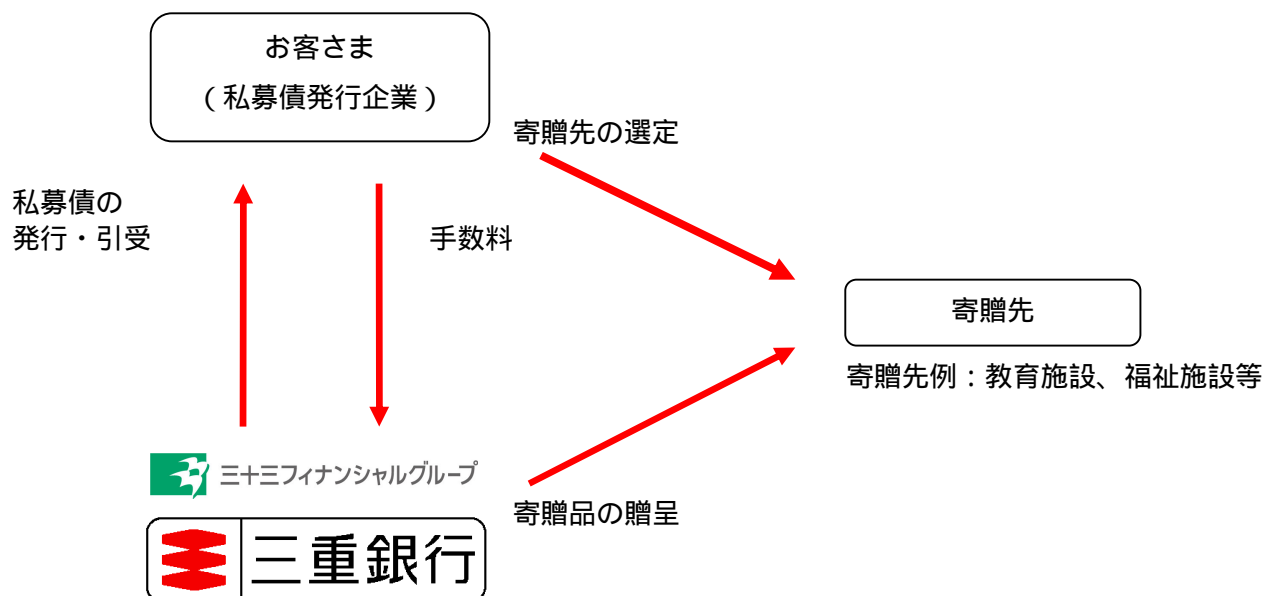 お客さま
（私募債発行企業）
寄贈先の選定
私募債の
発行・引受
手数料
寄贈先
寄贈先例：教育施設、福祉施設等
三十三フィナンシャルグループ
寄贈品の贈呈
三重銀行